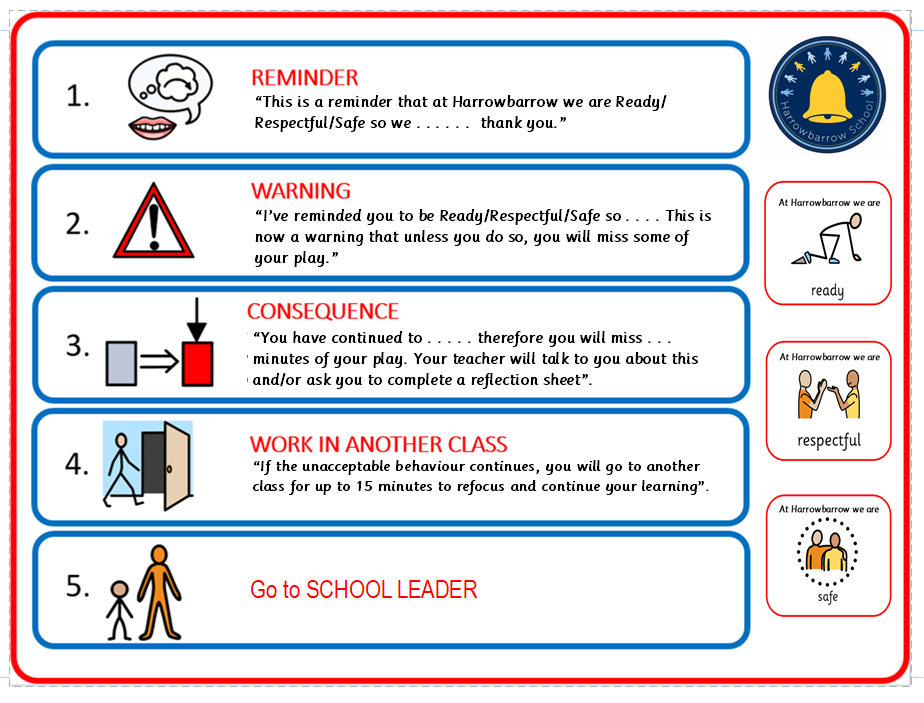 1.
REMINDER
“This is a reminder that at Harrowbarrow we are Ready/
Respectful/Safe so we . . . . . .  thank you.”
2.
WARNING
“I’ve reminded you to be Ready/Respectful/Safe so . . . . This is
now a warning that unless you do so, you will miss some of
your play.”
3.
CONSEQUENCE
“You have continued to . . . . . therefore you will miss . . .
minutes of your play. Your teacher will talk to you about this
and/or ask you to complete a reflection sheet”.
4.
WORK IN ANOTHER CLASS
“If the unacceptable behaviour continues, you will go to another
class for up to 15 minutes to refocus and continue your learning”.
5.
Go to SCHOOL LEADER
Harrowbarrow School
At Harrowbarrow we are
ready
At Harrowbarrow we are
respectful
At Harrowbarrow we are
safe